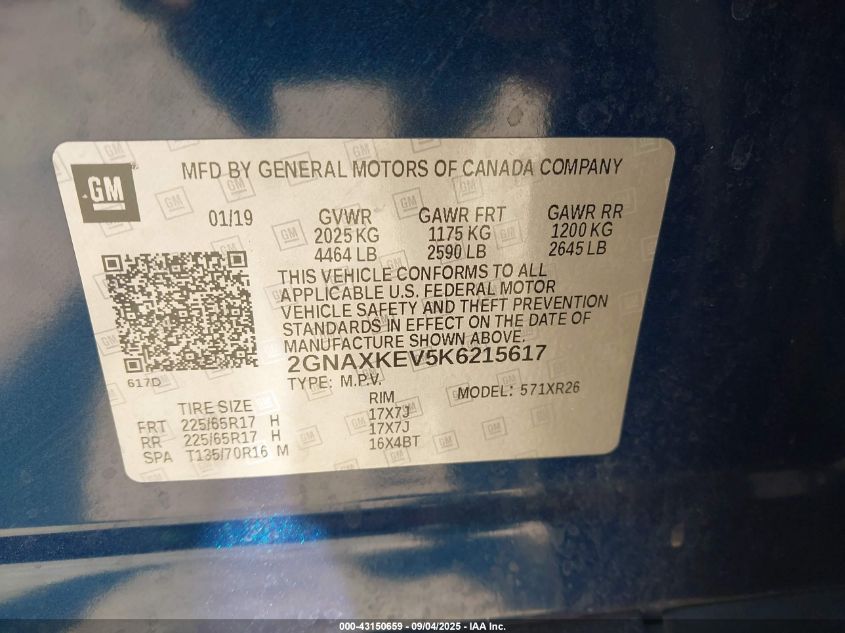 GM
MFD BY GENERAL MOTORS OF CANADA COMPANY
01/19 GVWR GAWR FRT GAWR RR
2025 KG 1175 KG 1200 KG
4464 LB 2590 LB 2645 LB
THIS VEHICLE CONFORMS TO ALL
APPLICABLE U.S. FEDERAL MOTOR
VEHICLE SAFETY AND THEFT PREVENTION
STANDARDS IN EFFECT ON THE DATE OF
MANUFACTURE SHOWN ABOVE.
2GNAXKEV5K6215617
617D
TYPE: M.P.V. MODEL: 571XR26
TIRE SIZE RIM
FRT 225/65R17 H 17X7J
RR 225/65R17 H 17X7J
SPA T135/70R16 M 16X4BT
000-43150659 - 09/04/2025 - IAA Inc.